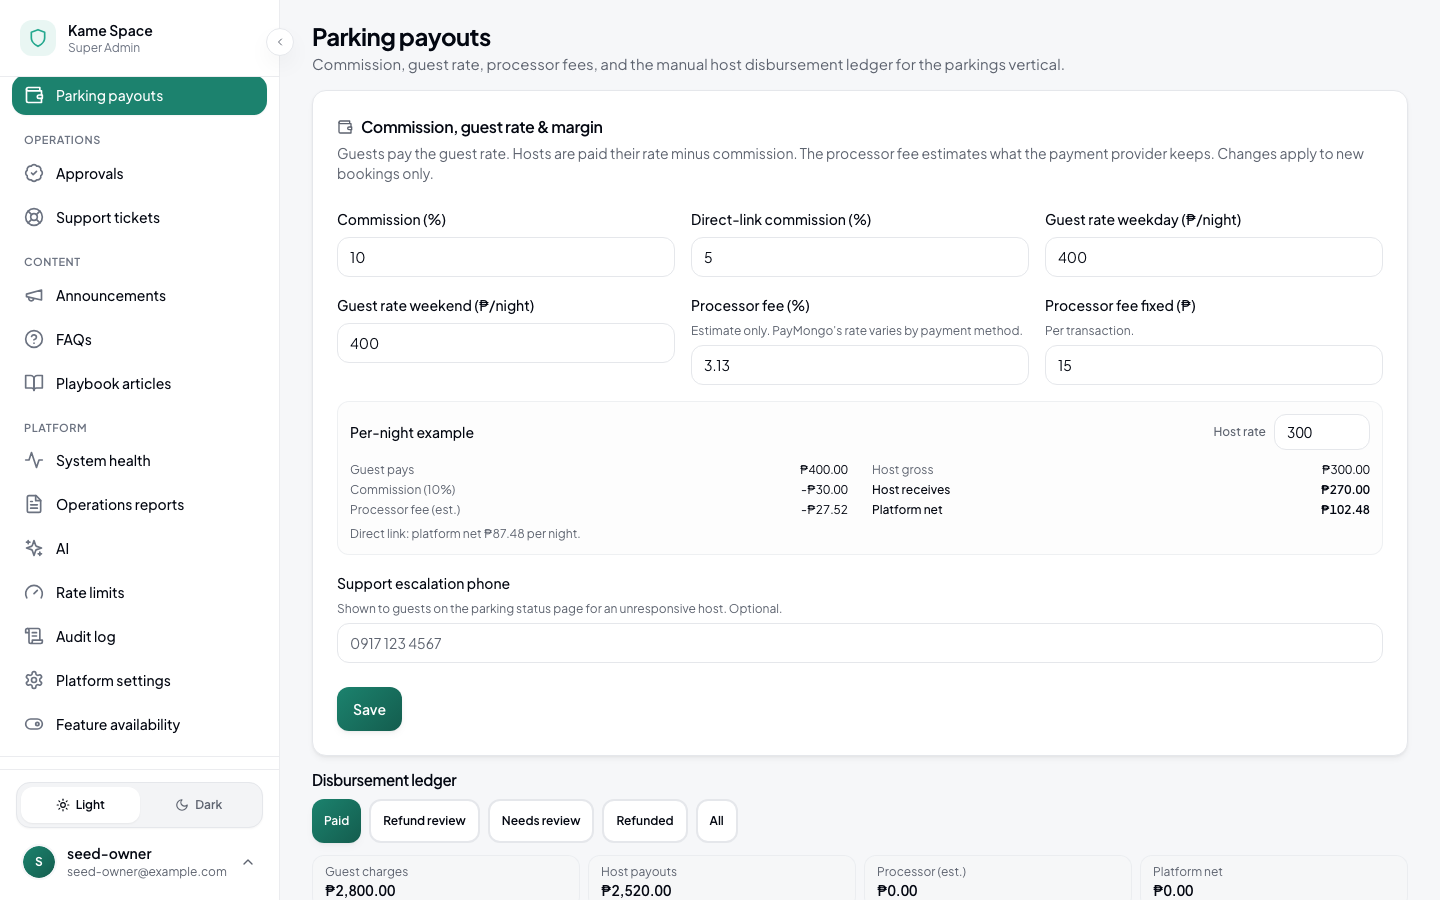 Kame Space
Super Admin
Parking payouts
OPERATIONS
Approvals
Support tickets
CONTENT
Announcements
FAQs
Playbook articles
PLATFORM
System health
Operations reports
AI
Rate limits
Audit log
Platform settings
Feature availability
Light
Dark
S
seed-owner
seed-owner@example.com
Parking payouts
Commission, guest rate, processor fees, and the manual host disbursement ledger for the parkings vertical.
Commission, guest rate & margin
Guests pay the guest rate. Hosts are paid their rate minus commission. The processor fee estimates what the payment provider keeps. Changes apply to new
bookings only.
Commission (%)
10
Direct-link commission (%)
5
Guest rate weekday (₱/night)
400
Guest rate weekend (₱/night)
400
Processor fee (%)
Estimate only. PayMongo's rate varies by payment method.
3.13
Processor fee fixed (₱)
Per transaction.
15
Per-night example
Host rate
300
Guest pays ₱400.00
Host gross ₱300.00
Commission (10%) -₱30.00
Host receives ₱270.00
Processor fee (est.) -₱27.52
Platform net ₱102.48
Direct link: platform net ₱87.48 per night.
Support escalation phone
Shown to guests on the parking status page for an unresponsive host. Optional.
0917 123 4567
Save
Disbursement ledger
Paid
Refund review
Needs review
Refunded
All
Guest charges
₱2,800.00
Host payouts
₱2,520.00
Processor (est.)
₱0.00
Platform net
₱0.00